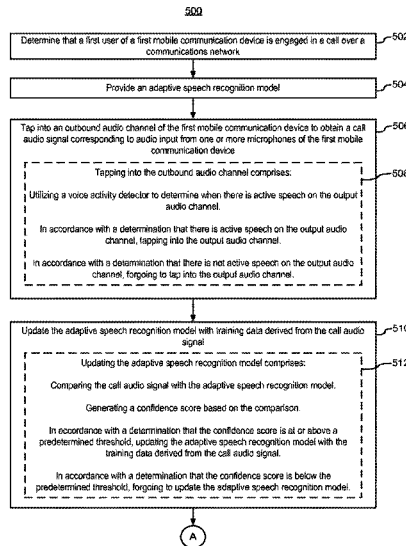 500
Determine that a first user of a first mobile communication device is engaged in a call over a
communications network
502
Provide an adaptive speech recognition model
504
Tap into an outbound audio channel of the first mobile communication device to obtain a call
audio signal corresponding to audio input from one or more microphones of the first mobile
communication device
506
Tapping into the outbound audio channel comprises:
508
Utilizing a voice activity detector to determine when there is active speech on the output
audio channel.
In accordance with a determination that there is active speech on the output audio
channel, tapping into the output audio channel.
In accordance with a determination that there is not active speech on the output audio
channel, forgoing to tap into the output audio channel.
Update the adaptive speech recognition model with training data derived from the call audio
signal
510
Updating the adaptive speech recognition model comprises:
512
Comparing the call audio signal with the adaptive speech recognition model.
Generating a confidence score based on the comparison.
In accordance with a determination that the confidence score is at or above a
predetermined threshold, updating the adaptive speech recognition model with the
training data derived from the call audio signal.
In accordance with a determination that the confidence score is below the
predetermined threshold, forgoing to update the adaptive speech recognition model.
A